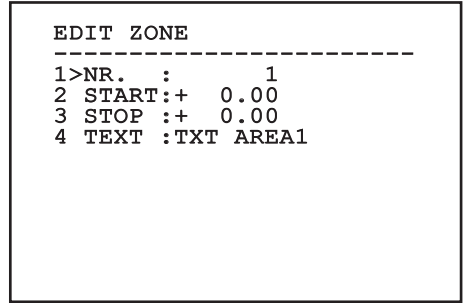 EDIT ZONE
------------------------
1>NR.  :      1
2 START:+  0.00
3 STOP :+  0.00
4 TEXT :TXT AREA1